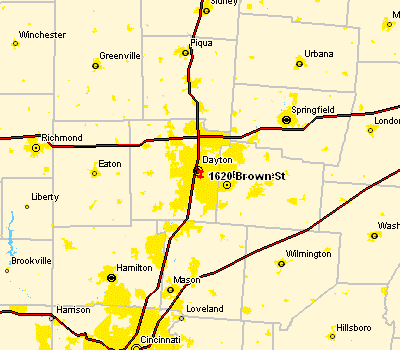 Sidney
Winchester
Piqua
Greenville
Urbana
Springfield
London
Richmond
Dayton
Eaton
1620 Brown St
Liberty
Brookville
Hamilton
Wilmington
Mason
Harrison
Loveland
Hillsboro
Cincinnati